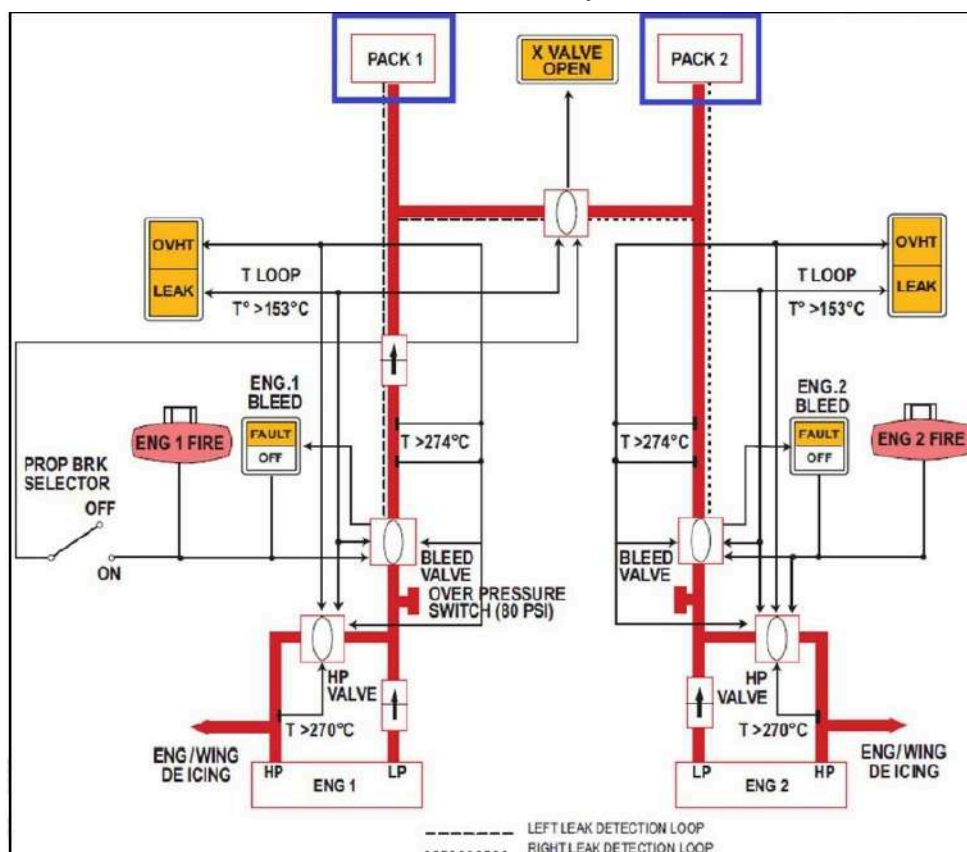 PACK 1
X VALVE
OPEN
PACK 2
OVHT
LEAK
T LOOP
T° >153°C
OVHT
LEAK
T LOOP
T° >153°C
ENG.1
BLEED
FAULT
OFF
ENG 1 FIRE
T >274°C
T >274°C
ENG.2
BLEED
FAULT
OFF
ENG 2 FIRE
PROP BRK
SELECTOR
OFF
ON
BLEED
VALVE
BLEED
VALVE
OVER PRESSURE
SWITCH (80 PSI)
HP
VALVE
HP
VALVE
T >270°C
T >270°C
ENG/WING
DE ICING
ENG/WING
DE ICING
HP
LP
ENG 1
LP
HP
ENG 2
LEFT LEAK DETECTION LOOP
RIGHT LEAK DETECTION LOOP